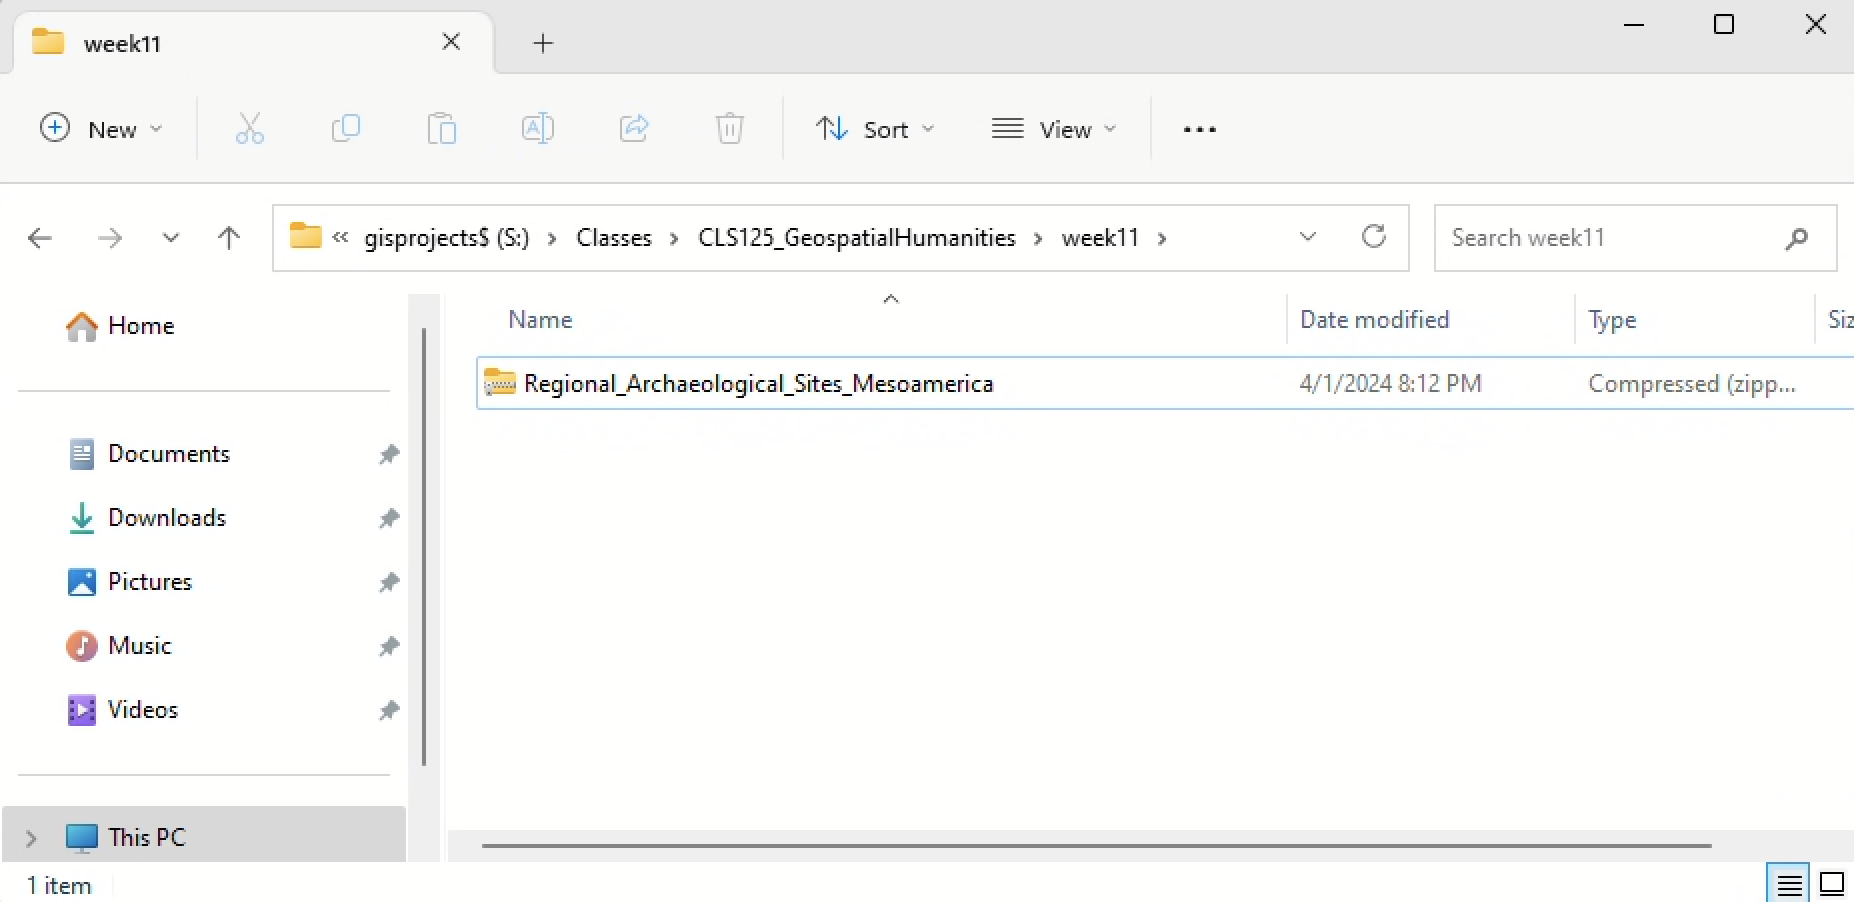 week11
New
Sort
View
« gisprojects$ (S:) > Classes > CLS125_GeospatialHumanities > week11 >
Search week11
Home
Documents
Downloads
Pictures
Music
Videos
This PC
Name Date modified Type Siz
Regional_Archaeological_Sites_Mesoamerica 4/1/2024 8:12 PM Compressed (zipp...
1 item